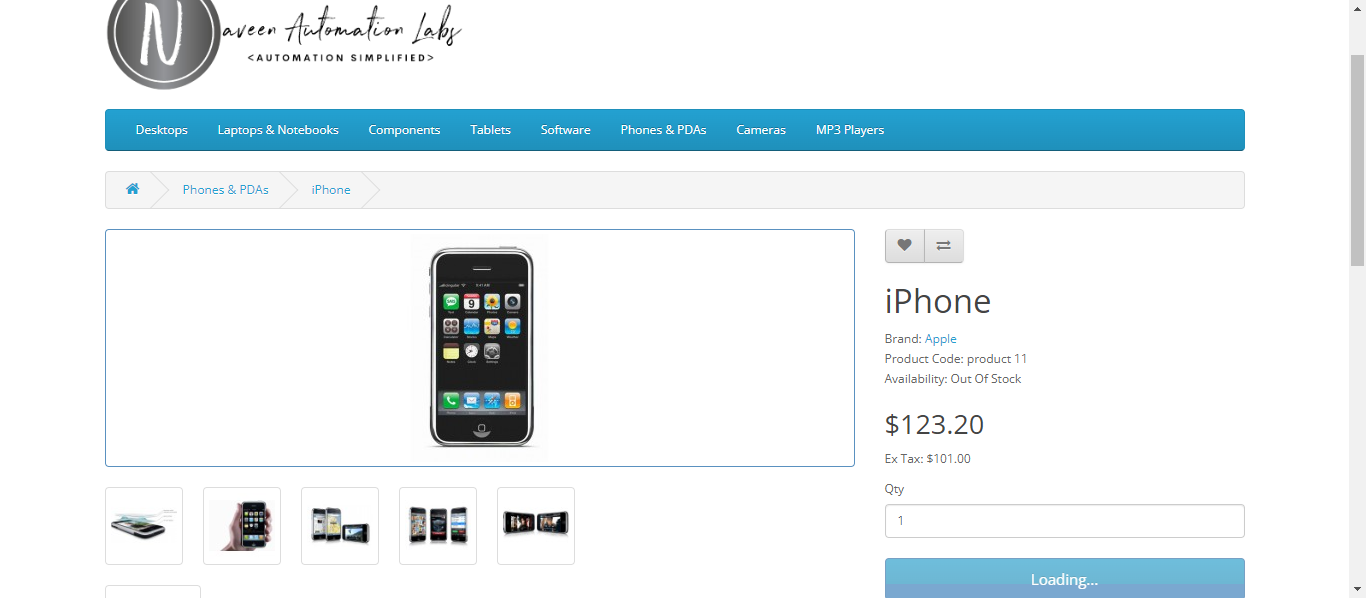 Naveen Automation Labs
<AUTOMATION SIMPLIFIED>
Desktops Laptops & Notebooks Components Tablets Software Phones & PDAs Cameras MP3 Players
Phones & PDAs iPhone
iPhone
Brand: Apple
Product Code: product 11
Availability: Out Of Stock
$123.20
Ex Tax: $101.00
Qty
1
Loading...